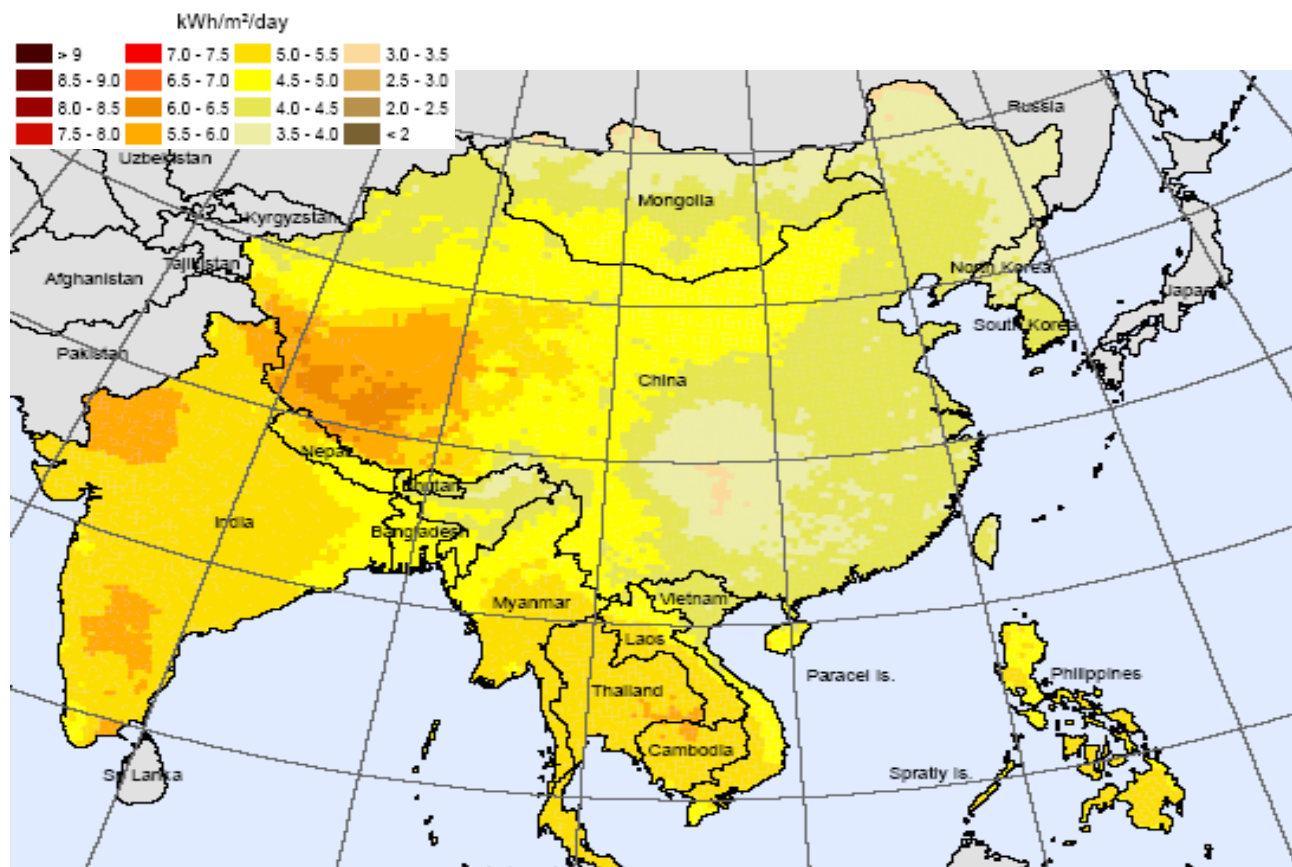 kWh/m²/day
> 9 7.0 - 7.5 5.0 - 5.5 3.0 - 3.5
8.5 - 9.0 6.5 - 7.0 4.5 - 5.0 2.5 - 3.0
8.0 - 8.5 6.0 - 6.5 4.0 - 4.5 2.0 - 2.5
7.5 - 8.0 5.5 - 6.0 3.5 - 4.0 < 2
Russia
Uzbekistan
Mongolia
Kyrgyzstan
Tajikistan
North Korea
Afghanistan
Japan
South Korea
Pakistan
China
Nepal
Bhutan
India
Bangladesh
Vietnam
Myanmar
Laos
Paracel Is.
Philippines
Thailand
Cambodia
Sri Lanka
Spratly Is.